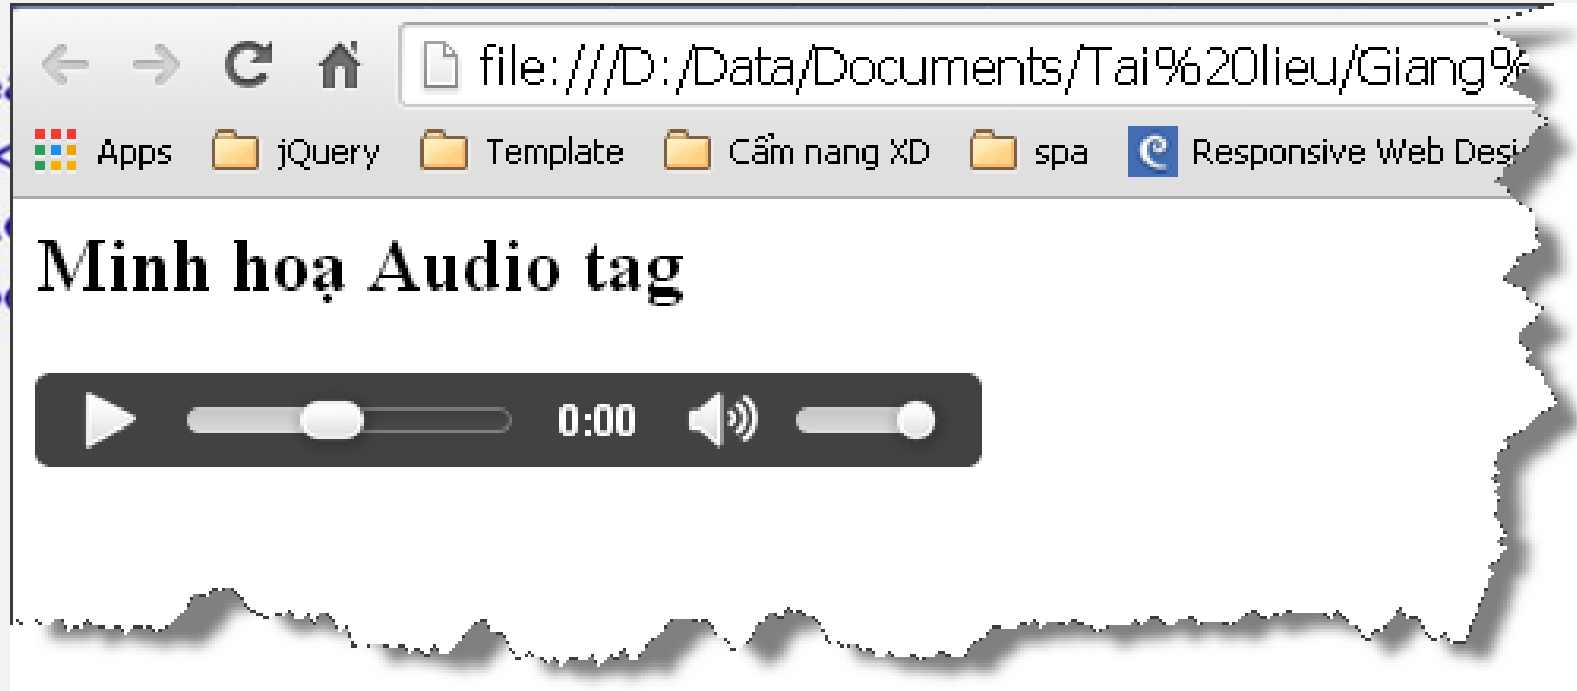 file:///D:/Data/Documents/Tai%20lieu/Giang%
Apps jQuery Template Cẩm nang XD spa Responsive Web Desi
Minh hoạ Audio tag
0:00